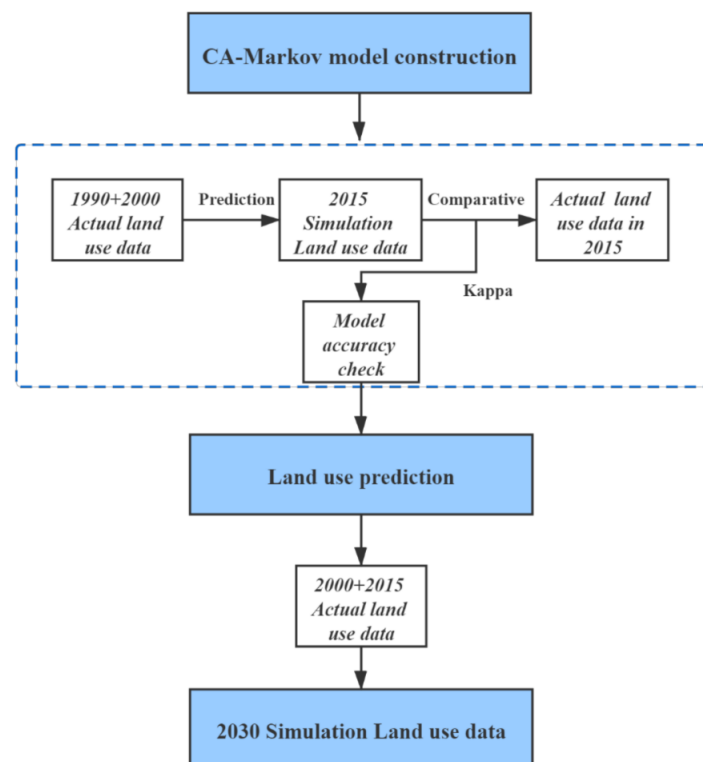 CA-Markov model construction
1990+2000
Actual land
use data
Prediction
2015
Simulation
Land use data
Comparative
Actual land
use data in
2015
Kappa
Model
accuracy
check
Land use prediction
2000+2015
Actual land
use data
2030 Simulation Land use data